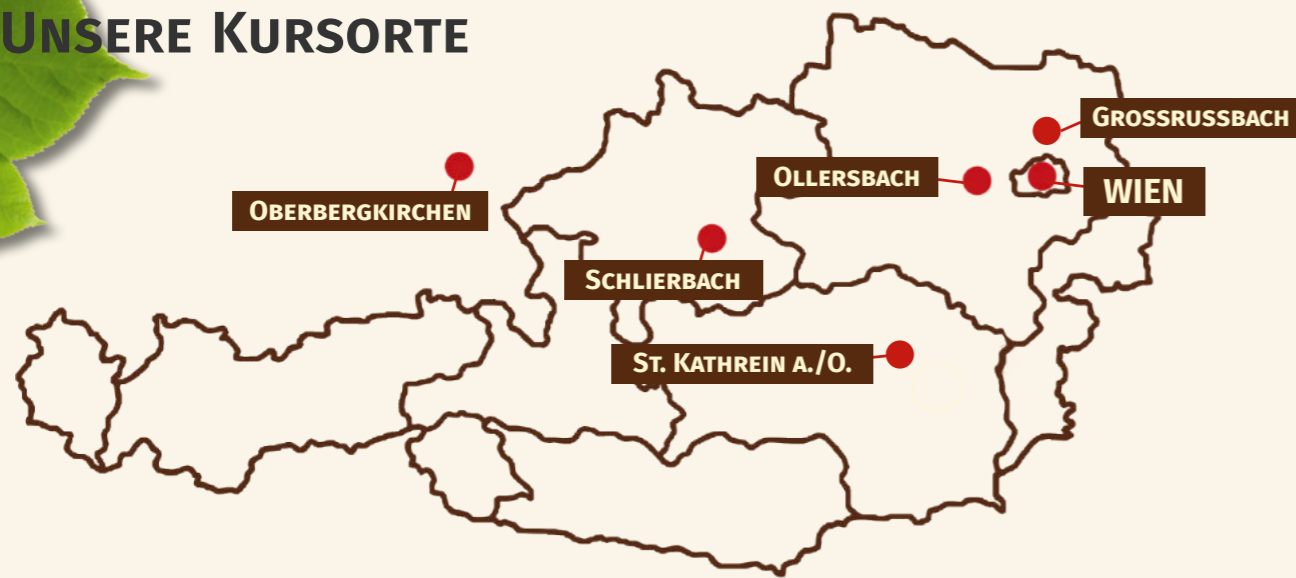 UNSERE KURSORTE
GROSSRUSSBACH
OLLERSBACH
WIEN
OBERBERGKIRCHEN
SCHLIERBACH
ST. KATHREIN A./O.